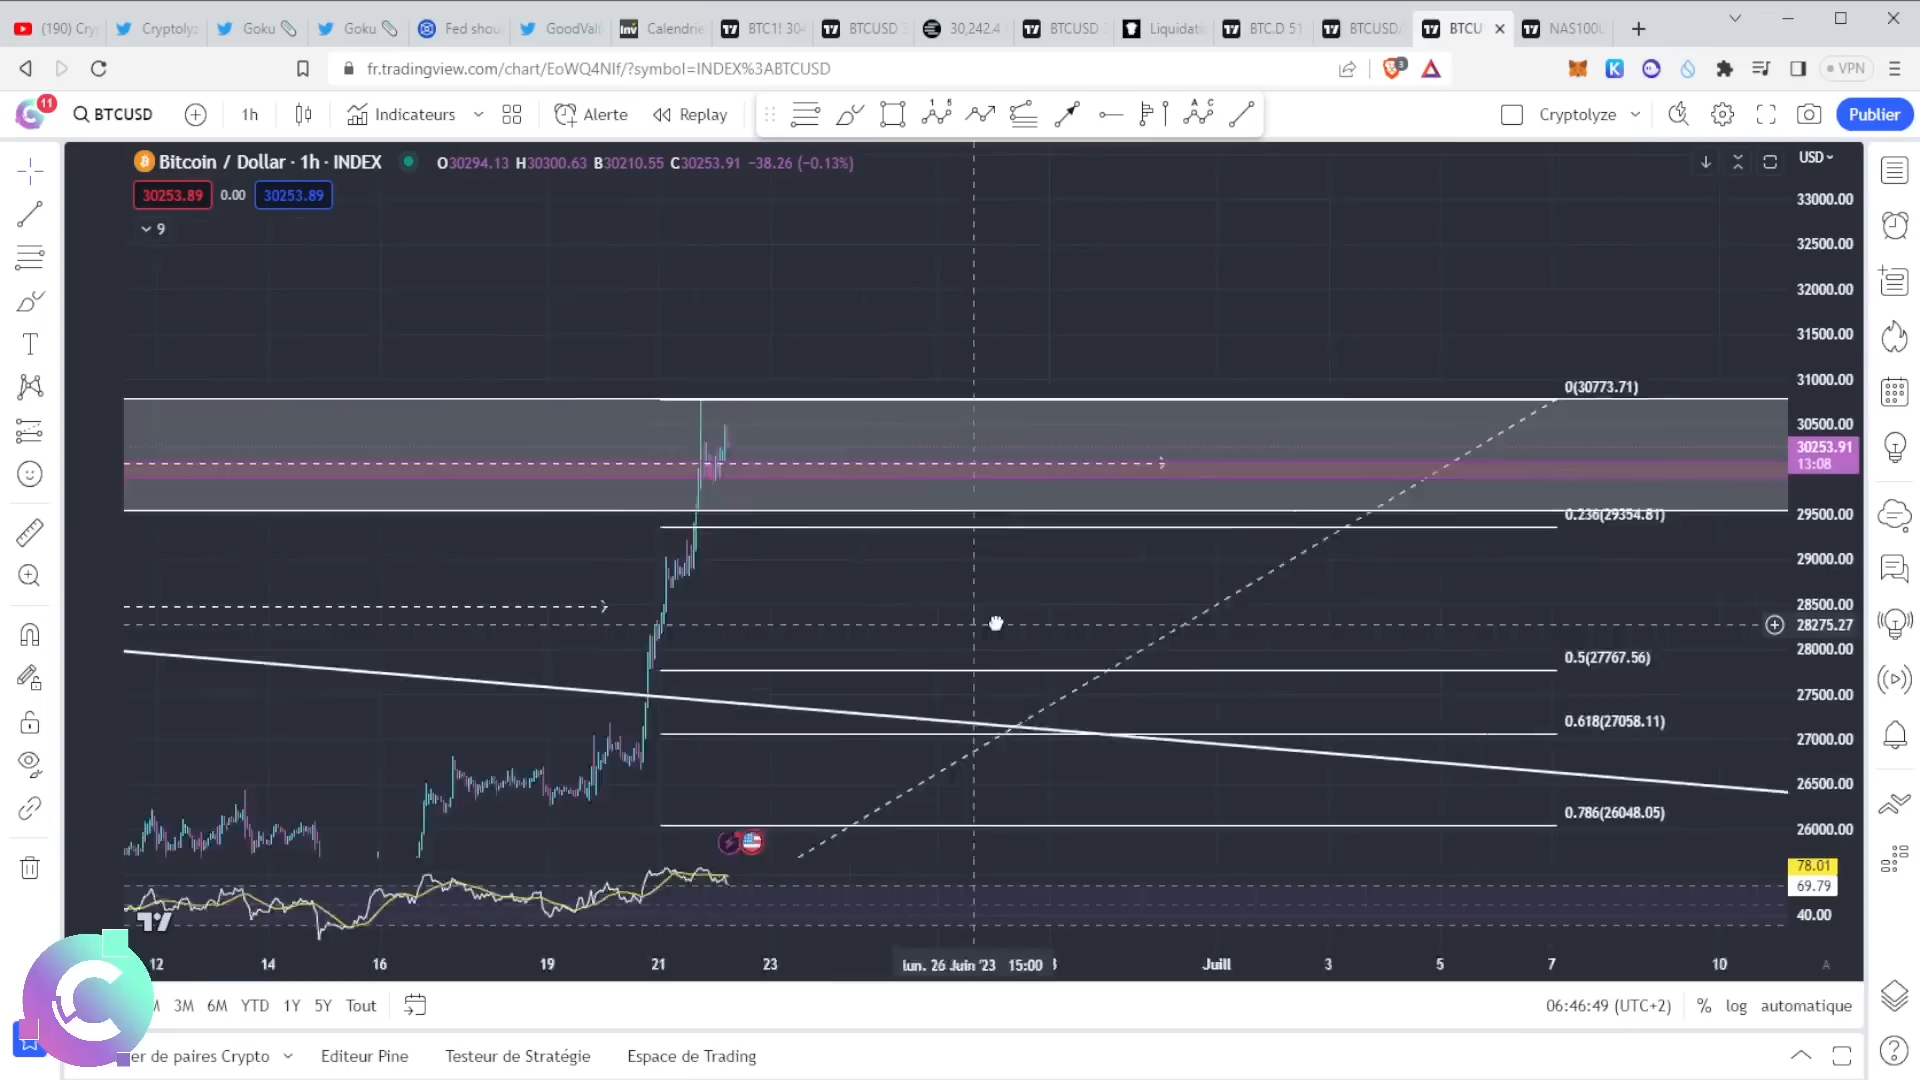 (190) Cry
Cryptolyz
Goku
Goku
Fed shou
GoodVal
Inv
Calendrie
BTC1! 304
BTCUSD
30,242.4
BTCUSD
Liquidati
BTC.D 51
BTCUSD/
BTCU
NAS100U
fr.tradingview.com/chart/EoWQ4NIf/?symbol=INDEX%3ABTCUSD
3
VPN
11
BTCUSD
1h
Indicateurs
Alerte
Replay
Cryptolyze
Publier
Bitcoin / Dollar · 1h · INDEX
O30294.13 H30300.63 B30210.55 C30253.91 −38.26 (−0.13%)
USD
30253.89
0.00
30253.89
9
33000.00
32500.00
32000.00
31500.00
31000.00
0(30773.71)
30500.00
30253.91
13:08
29500.00
0.236(29354.81)
29000.00
28500.00
28275.27
28000.00
0.5(27767.56)
27500.00
0.618(27058.11)
27000.00
26500.00
0.786(26048.05)
26000.00
78.01
69.79
40.00
12
14
16
19
21
23
lun. 26 Juin '23 15:00
Juill
3
5
7
10
A
3M 6M YTD 1Y 5Y Tout
06:46:49 (UTC+2)
%
log
automatique
er de paires Crypto
Editeur Pine
Testeur de Stratégie
Espace de Trading